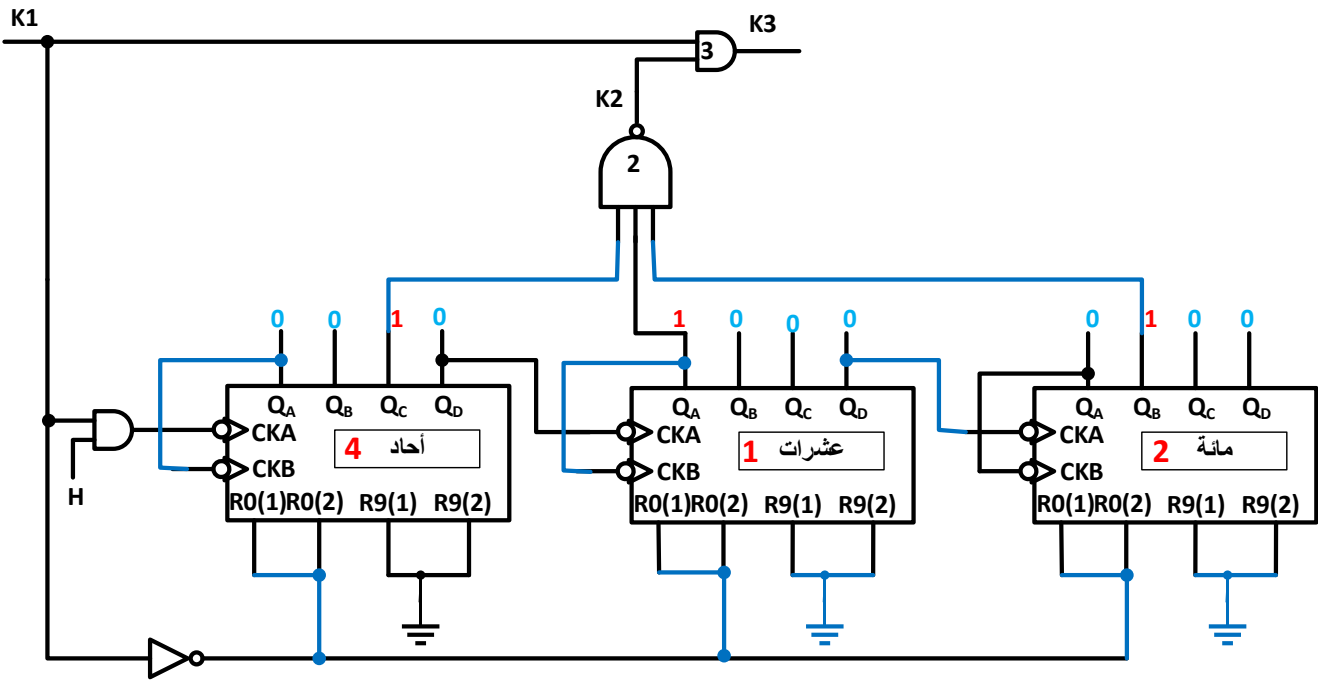 K1
K3
3
K2
2
0 0 1 0
1 0 0 0
0 1 0 0
QA QB QC QD
CKA
4 أحاد
CKB
R0(1) R0(2) R9(1) R9(2)
QA QB QC QD
CKA
1 عشرات
CKB
R0(1) R0(2) R9(1) R9(2)
QA QB QC QD
CKA
2 مائة
CKB
R0(1) R0(2) R9(1) R9(2)
H